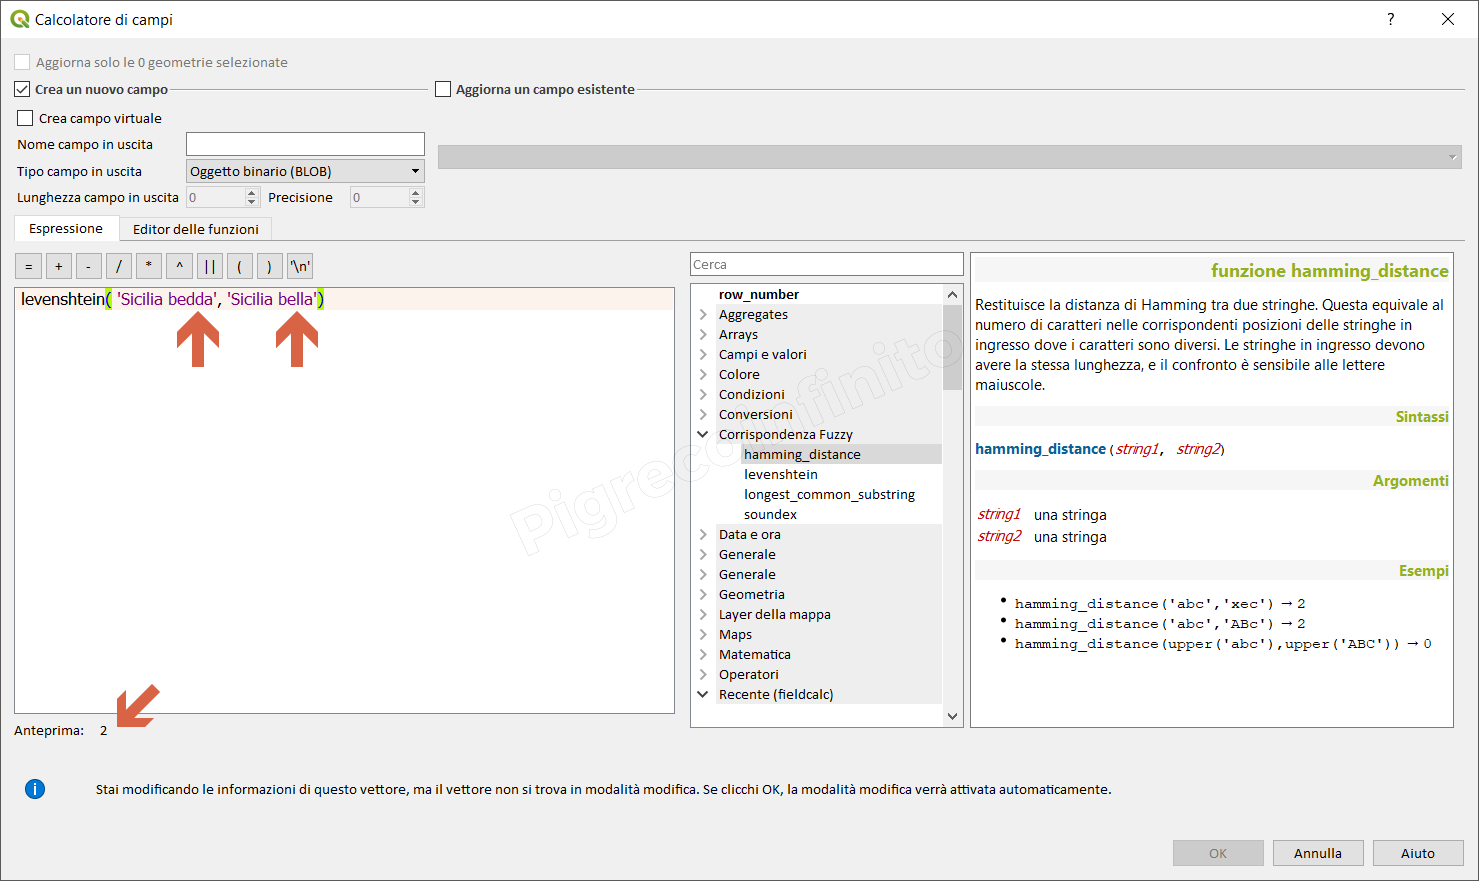 Calcolatore di campi
?
Aggiorna solo le 0 geometrie selezionate
Crea un nuovo campo
Aggiorna un campo esistente
Crea campo virtuale
Nome campo in uscita
Tipo campo in uscita
Oggetto binario (BLOB)
Lunghezza campo in uscita
0
Precisione
0
Espressione
Editor delle funzioni
= + - / * ^ || ( ) '\n'
levenshtein( 'Sicilia bedda', 'Sicilia bella')
Anteprima: 2
Cerca
row_number
Aggregates
Arrays
Campi e valori
Colore
Condizioni
Conversioni
Corrispondenza Fuzzy
hamming_distance
levenshtein
longest_common_substring
soundex
Data e ora
Generale
Generale
Geometria
Layer della mappa
Maps
Matematica
Operatori
Recente (fieldcalc)
funzione hamming_distance
Restituisce la distanza di Hamming tra due stringhe. Questa equivale al
numero di caratteri nelle corrispondenti posizioni delle stringhe in
ingresso dove i caratteri sono diversi. Le stringhe in ingresso devono
avere la stessa lunghezza, e il confronto è sensibile alle lettere
maiuscole.
Sintassi
hamming_distance(string1, string2)
Argomenti
string1 una stringa
string2 una stringa
Esempi
• hamming_distance('abc','xec') → 2
• hamming_distance('abc','ABc') → 2
• hamming_distance(upper('abc'),upper('ABC')) → 0
Pigrecoinfinito
Stai modificando le informazioni di questo vettore, ma il vettore non si trova in modalità modifica. Se clicchi OK, la modalità modifica verrà attivata automaticamente.
OK
Annulla
Aiuto